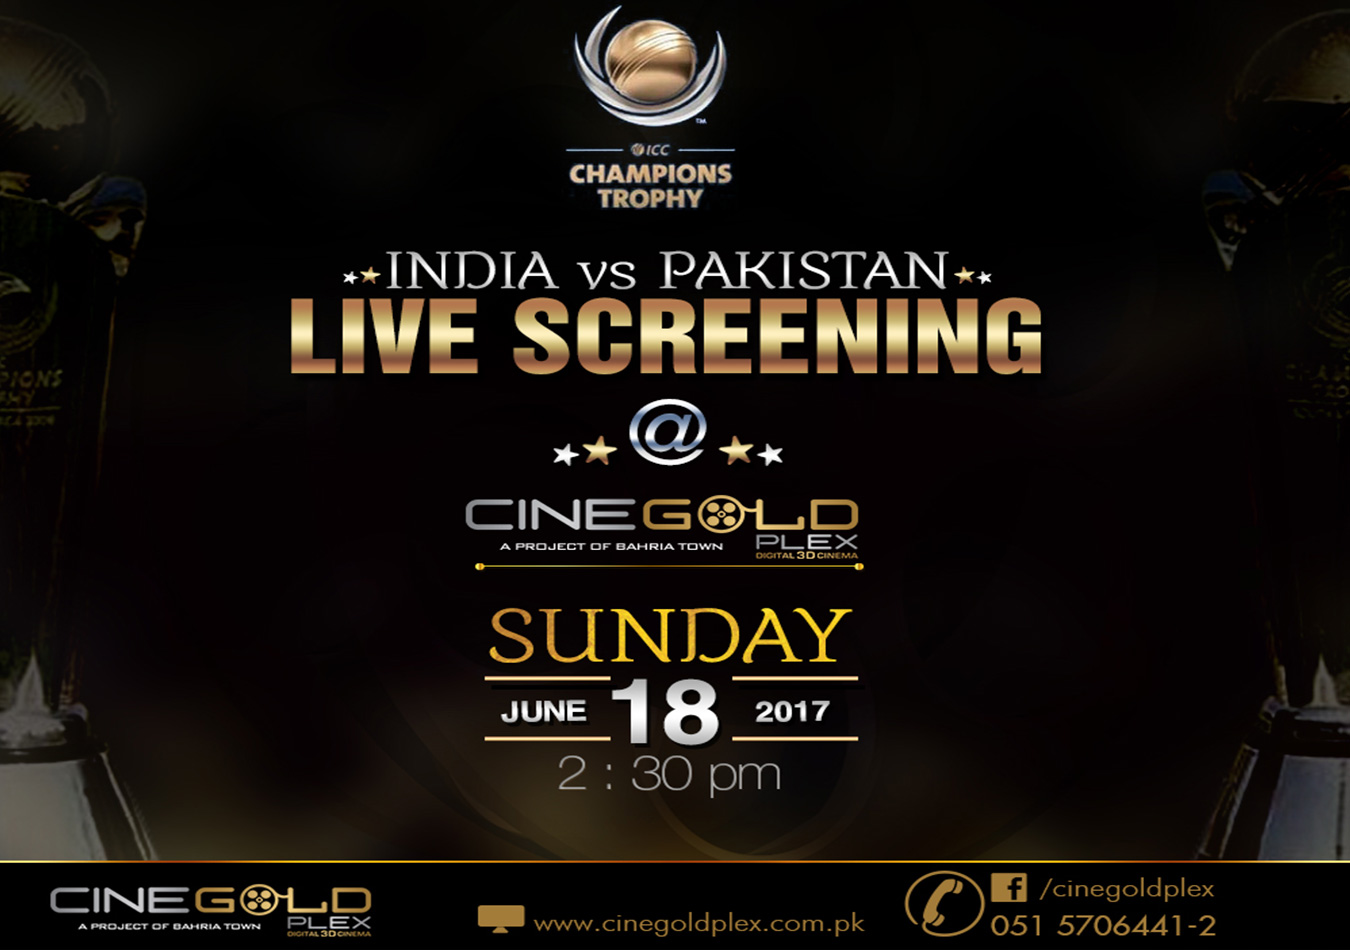 TM
ICC
CHAMPIONS
TROPHY
INDIA vs PAKISTAN
LIVE SCREENING
@
CINEGOLD
PLEX
A PROJECT OF BAHRIA TOWN
DIGITAL 3D CINEMA
SUNDAY
JUNE 18 2017
2 : 30 pm
CINEGOLD
PLEX
A PROJECT OF BAHRIA TOWN
DIGITAL 3D CINEMA
www.cinegoldplex.com.pk
f /cinegoldplex
051 5706441-2